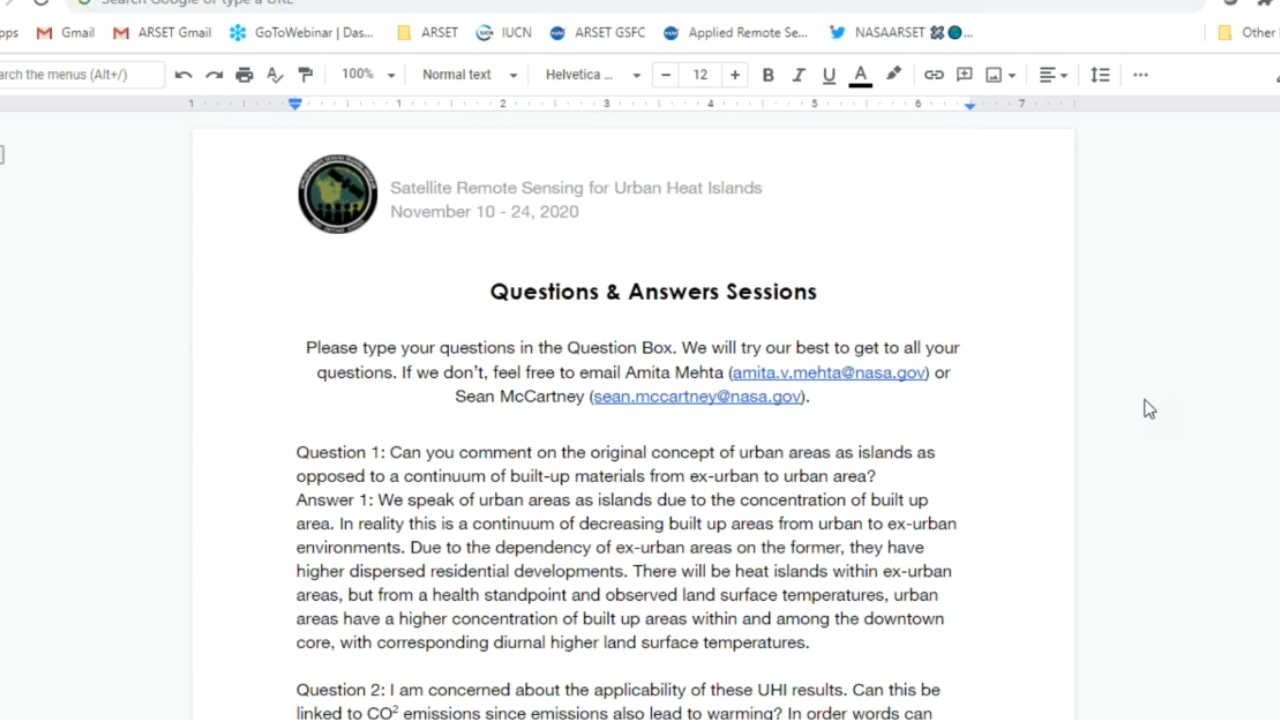 Gmail ARSET Gmail GoToWebinar | Das... ARSET IUCN ARSET GSFC Applied Remote Se... NASAARSET Other
arch the menus (Alt+/) 100% Normal text Helvetica ... − 12 + B I U A ...
1 1 2 3 4 5 6 7
Satellite Remote Sensing for Urban Heat Islands
November 10 - 24, 2020
Questions & Answers Sessions
Please type your questions in the Question Box. We will try our best to get to all your
questions. If we don't, feel free to email Amita Mehta (amita.v.mehta@nasa.gov) or
Sean McCartney (sean.mccartney@nasa.gov).
Question 1: Can you comment on the original concept of urban areas as islands as
opposed to a continuum of built-up materials from ex-urban to urban area?
Answer 1: We speak of urban areas as islands due to the concentration of built up
area. In reality this is a continuum of decreasing built up areas from urban to ex-urban
environments. Due to the dependency of ex-urban areas on the former, they have
higher dispersed residential developments. There will be heat islands within ex-urban
areas, but from a health standpoint and observed land surface temperatures, urban
areas have a higher concentration of built up areas within and among the downtown
core, with corresponding diurnal higher land surface temperatures.
Question 2: I am concerned about the applicability of these UHI results. Can this be
linked to CO² emissions since emissions also lead to warming? In order words can